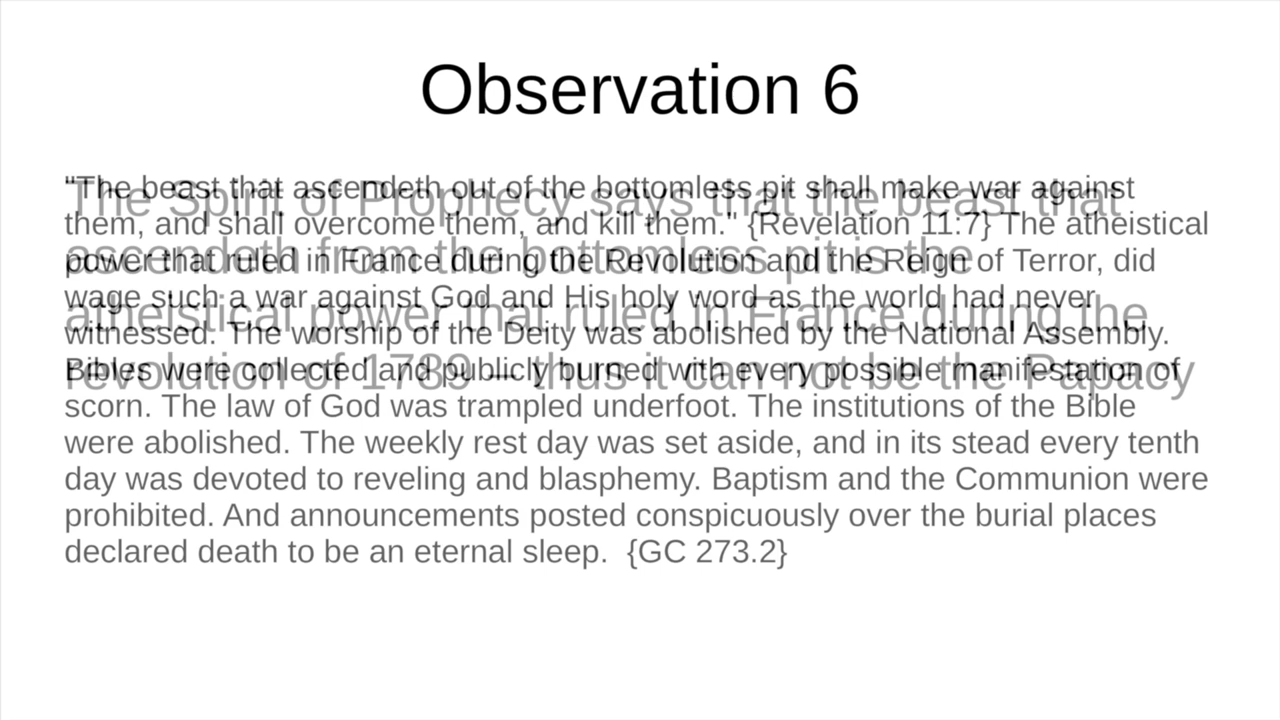 Observation 6
"The beast that ascendeth out of the bottomless pit shall make war against
them, and shall overcome them, and kill them." {Revelation 11:7} The atheistical
power that ruled in France during the Revolution and the Reign of Terror, did
wage such a war against God and His holy word as the world had never
witnessed. The worship of the Deity was abolished by the National Assembly.
Bibles were collected and publicly burned with every possible manifestation of
scorn. The law of God was trampled underfoot. The institutions of the Bible
were abolished. The weekly rest day was set aside, and in its stead every tenth
day was devoted to reveling and blasphemy. Baptism and the Communion were
prohibited. And announcements posted conspicuously over the burial places
declared death to be an eternal sleep.  {GC 273.2}
The Spirit of Prophecy says that the beast that
ascendeth from the bottomless pit is the
atheistical power that ruled in France during the
revolution of 1789 — thus it can not be the Papacy